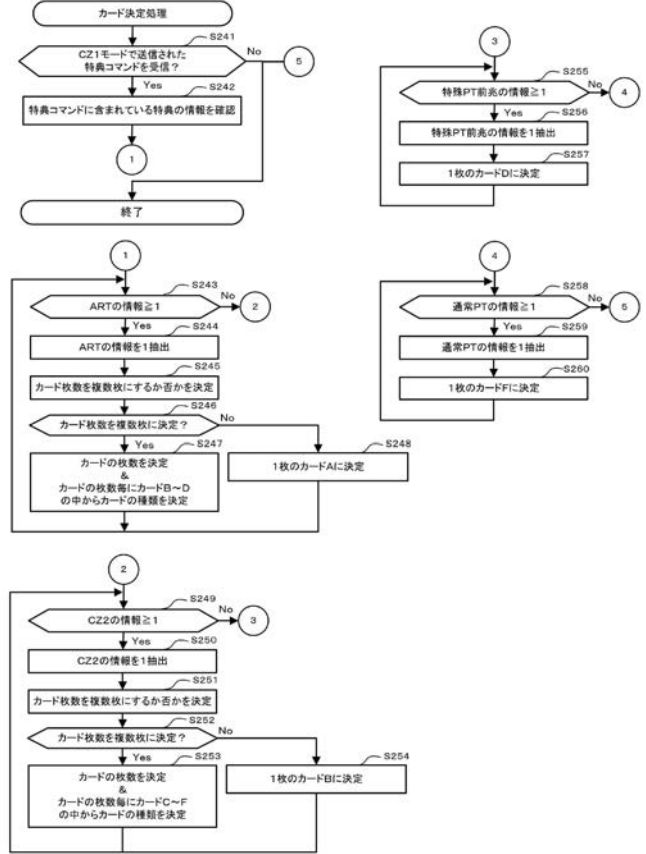 カード決定処理
S241
CZ1モードで送信された
特典コマンドを受信?
No
5
Yes
S242
特典コマンドに含まれている特典の情報を確認
1
終了
3
S255
特殊PT前兆の情報≧1
No
4
Yes
S256
特殊PT前兆の情報を1抽出
S257
1枚のカードDに決定
1
S243
ARTの情報≧1
No
2
Yes
S244
ARTの情報を1抽出
S245
カード枚数を複数枚にするか否かを決定
S246
カード枚数を複数枚に決定?
No
Yes
S247
カードの枚数を決定
&
カードの枚数毎にカードB~D
の中からカードの種類を決定
S248
1枚のカードAに決定
4
S258
通常PTの情報≧1
No
5
Yes
S259
通常PTの情報を1抽出
S260
1枚のカードFに決定
2
S249
CZ2の情報≧1
No
3
Yes
S250
CZ2の情報を1抽出
S251
カード枚数を複数枚にするか否かを決定
S252
カード枚数を複数枚に決定?
No
Yes
S253
カードの枚数を決定
&
カードの枚数毎にカードC~F
の中からカードの種類を決定
S254
1枚のカードBに決定